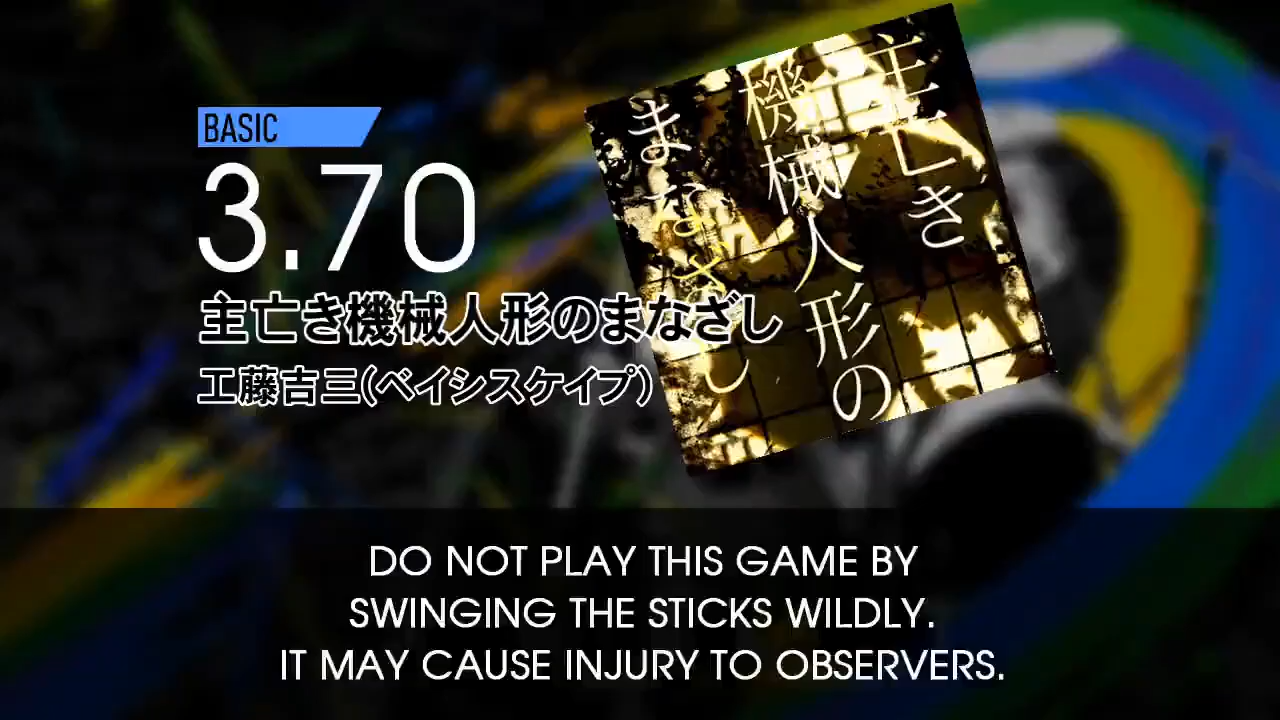 BASIC
3.70
主亡き機械人形のまなざし
工藤吉三(ベイシスケイプ)
主亡き
機械人形の
まなざし
DO NOT PLAY THIS GAME BY
SWINGING THE STICKS WILDLY.
IT MAY CAUSE INJURY TO OBSERVERS.